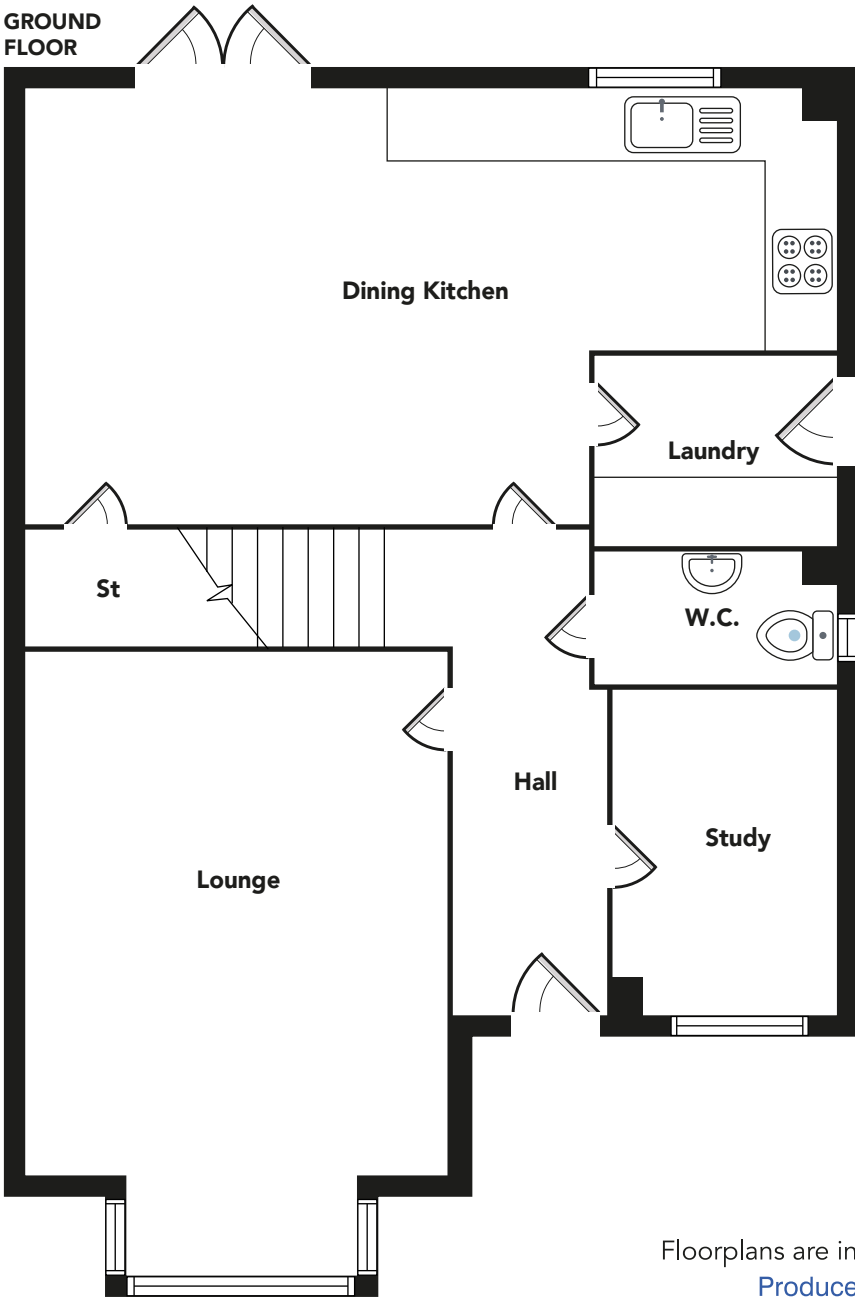 GROUND
FLOOR
Dining Kitchen
Laundry
St
W.C.
Hall
Study
Lounge
Floorplans are in
Produce